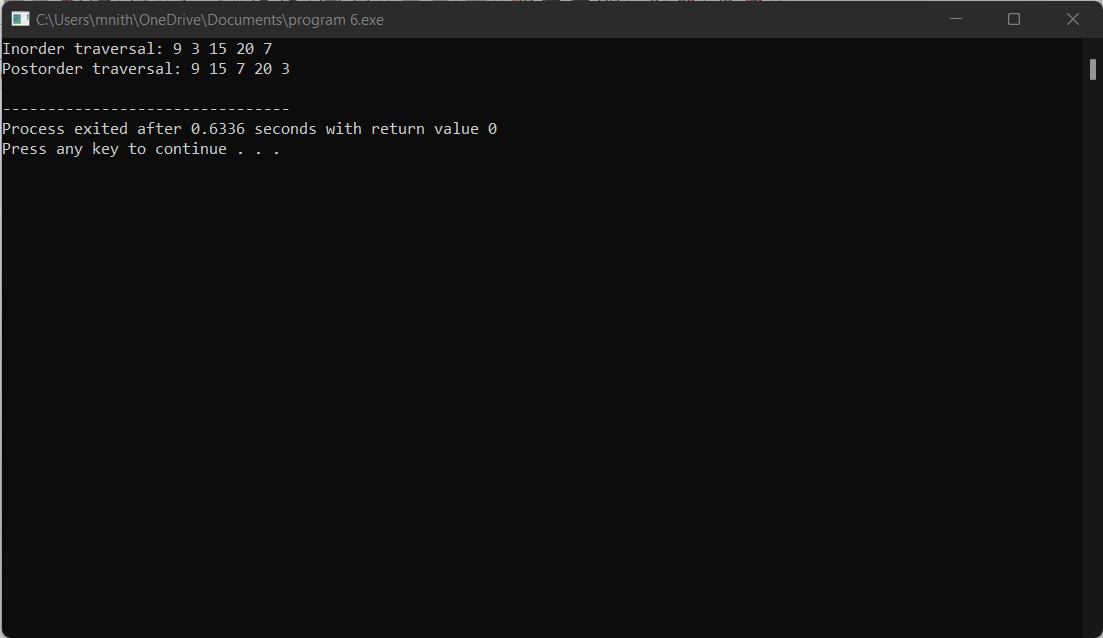 C:\Users\mnith\OneDrive\Documents\program 6.exe
Inorder traversal: 9 3 15 20 7
Postorder traversal: 9 15 7 20 3
--------------------------------
Process exited after 0.6336 seconds with return value 0
Press any key to continue . . .